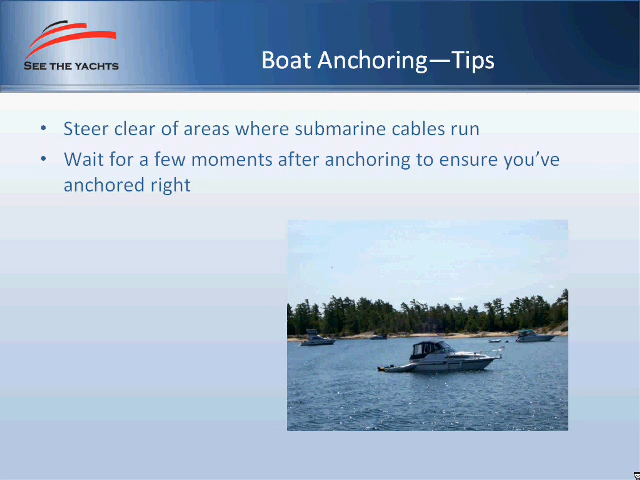 SEE THE YACHTS
Boat Anchoring—Tips
• Steer clear of areas where submarine cables run
• Wait for a few moments after anchoring to ensure you've
anchored right